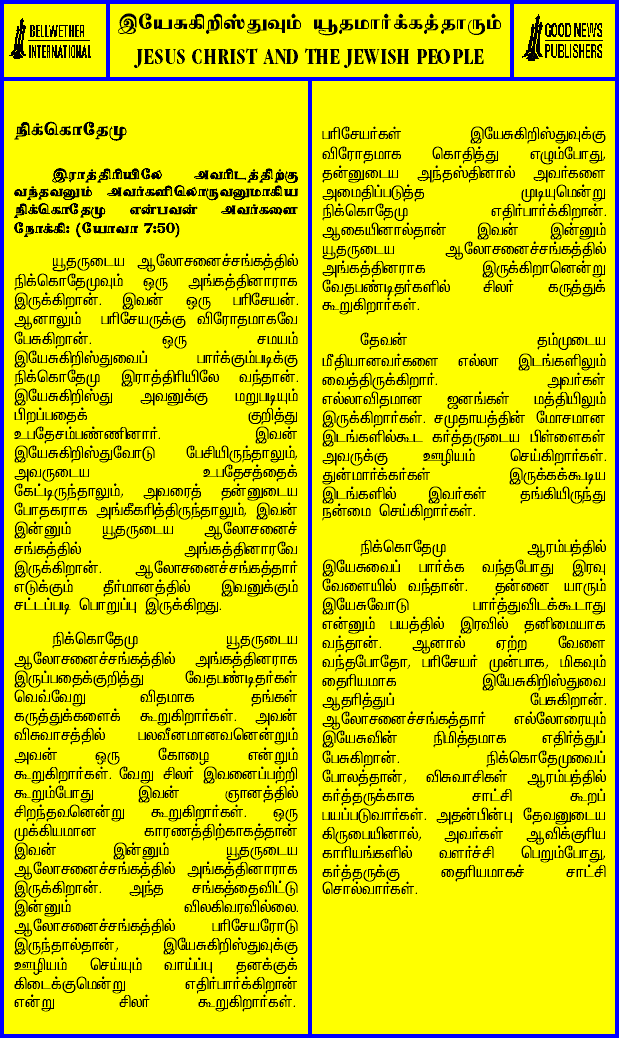 BELLWETHER
INTERNATIONAL
இயேசுகிறிஸ்துவும் யூதமார்க்கத்தாரும்
JESUS CHRIST AND THE JEWISH PEOPLE
GOOD NEWS
PUBLISHERS
நிக்கொதேமு
இராத்திரியிலே அவரிடத்திற்கு
வந்தவனும் அவர்களிலொருவனுமாகிய
நிக்கொதேமு என்பவன் அவர்களை
நோக்கி: (யோவா 7:50)
யூதருடைய ஆலோசனைச்சங்கத்தில்
நிக்கொதேமுவும் ஒரு அங்கத்தினாராக
இருக்கிறான். இவன் ஒரு பரிசேயன்.
ஆனாலும் பரிசேயருக்கு விரோதமாகவே
பேசுகிறான். ஒரு சமயம்
இயேசுகிறிஸ்துவைப் பார்க்கும்படிக்கு
நிக்கொதேமு இராத்திரியிலே வந்தான்.
இயேசுகிறிஸ்து அவனுக்கு மறுபடியும்
பிறப்பதைக் குறித்து
உபதேசம்பண்ணினார். இவன்
இயேசுகிறிஸ்துவோடு பேசியிருந்தாலும்,
அவருடைய உபதேசத்தைக்
கேட்டிருந்தாலும், அவரைத் தன்னுடைய
போதகராக அங்கீகரித்திருந்தாலும், இவன்
இன்னும் யூதருடைய ஆலோசனைச்
சங்கத்தில் அங்கத்தினாரவே
இருக்கிறான். ஆலோசனைச்சங்கத்தார்
எடுக்கும் தீர்மானத்தில் இவனுக்கும்
சட்டப்படி பொறுப்பு இருக்கிறது.
நிக்கொதேமு யூதருடைய
ஆலோசனைச்சங்கத்தில் அங்கத்தினராக
இருப்பதைக்குறித்து வேதபண்டிதர்கள்
வெவ்வேறு விதமாக தங்கள்
கருத்துக்களைக் கூறுகிறார்கள். அவன்
விசுவாசத்தில் பலவீனமானவனென்றும்
அவன் ஒரு கோழை என்றும்
கூறுகிறார்கள். வேறு சிலர் இவனைப்பற்றி
கூறும்போது இவன் ஞானத்தில்
சிறந்தவனென்று கூறுகிறார்கள். ஒரு
முக்கியமான காரணத்திற்காகத்தான்
இவன் இன்னும் யூதருடைய
ஆலோசனைச்சங்கத்தில் அங்கத்தினாராக
இருக்கிறான். அந்த சங்கத்தைவிட்டு
இன்னும் விலகிவரவில்லை.
ஆலோசனைச்சங்கத்தில் பரிசேயரோடு
இருந்தால்தான், இயேசுகிறிஸ்துவுக்கு
ஊழியம் செய்யும் வாய்ப்பு தனக்குக்
கிடைக்குமென்று எதிர்பார்க்கிறான்
என்று சிலர் கூறுகிறார்கள்.
பரிசேயர்கள் இயேசுகிறிஸ்துவுக்கு
விரோதமாக கொதித்து எழும்போது,
தன்னுடைய அந்தஸ்தினால் அவர்களை
அமைதிப்படுத்த முடியுமென்று
நிக்கொதேமு எதிர்பார்க்கிறான்.
ஆகையினால்தான் இவன் இன்னும்
யூதருடைய ஆலோசனைச்சங்கத்தில்
அங்கத்தினராக இருக்கிறானென்று
வேதபண்டிதர்களில் சிலர் கருத்துக்
கூறுகிறார்கள்.
தேவன் தம்முடைய
மீதியானவர்களை எல்லா இடங்களிலும்
வைத்திருக்கிறார். அவர்கள்
எல்லாவிதமான ஜனங்கள் மத்தியிலும்
இருக்கிறார்கள். சமுதாயத்தின் மோசமான
இடங்களில்கூட கர்த்தருடைய பிள்ளைகள்
அவருக்கு ஊழியம் செய்கிறார்கள்.
துன்மார்க்கர்கள் இருக்கக்கூடிய
இடங்களில் இவர்கள் தங்கியிருந்து
நன்மை செய்கிறார்கள்.
நிக்கொதேமு ஆரம்பத்தில்
இயேசுவைப் பார்க்க வந்தபோது இரவு
வேளையில் வந்தான். தன்னை யாரும்
இயேசுவோடு பார்த்துவிடக்கூடாது
என்னும் பயத்தில் இரவில் தனிமையாக
வந்தான். ஆனால் ஏற்ற வேளை
வந்தபோதோ, பரிசேயர் முன்பாக, மிகவும்
தைரியமாக இயேசுகிறிஸ்துவை
ஆதரித்துப் பேசுகிறான்.
ஆலோசனைச்சங்கத்தார் எல்லோரையும்
இயேசுவின் நிமித்தமாக எதிர்த்துப்
பேசுகிறான். நிக்கொதேமுவைப்
போலத்தான், விசுவாசிகள் ஆரம்பத்தில்
கர்த்தருக்காக சாட்சி கூறப்
பயப்படுவார்கள். அதன்பின்பு தேவனுடைய
கிருபையினால், அவர்கள் ஆவிக்குரிய
காரியங்களில் வளர்ச்சி பெறும்போது,
கர்த்தருக்கு தைரியமாகச் சாட்சி
சொல்வார்கள்.